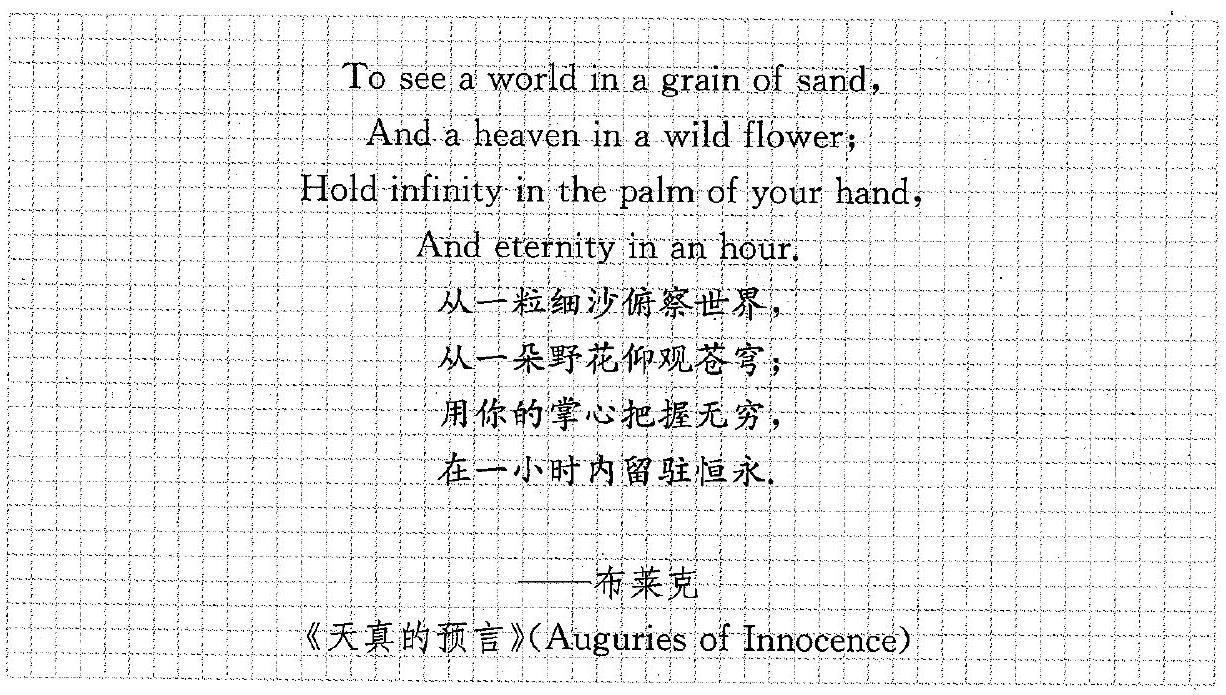 To see a world in a grain of sand,
And a heaven in a wild flower;
Hold infinity in the palm of your hand,
And eternity in an hour.
从一粒细沙俯察世界,
从一朵野花仰观苍穹;
用你的掌心把握无穷,
在一小时内留驻恒永.
——布莱克
《天真的预言》(Auguries of Innocence)